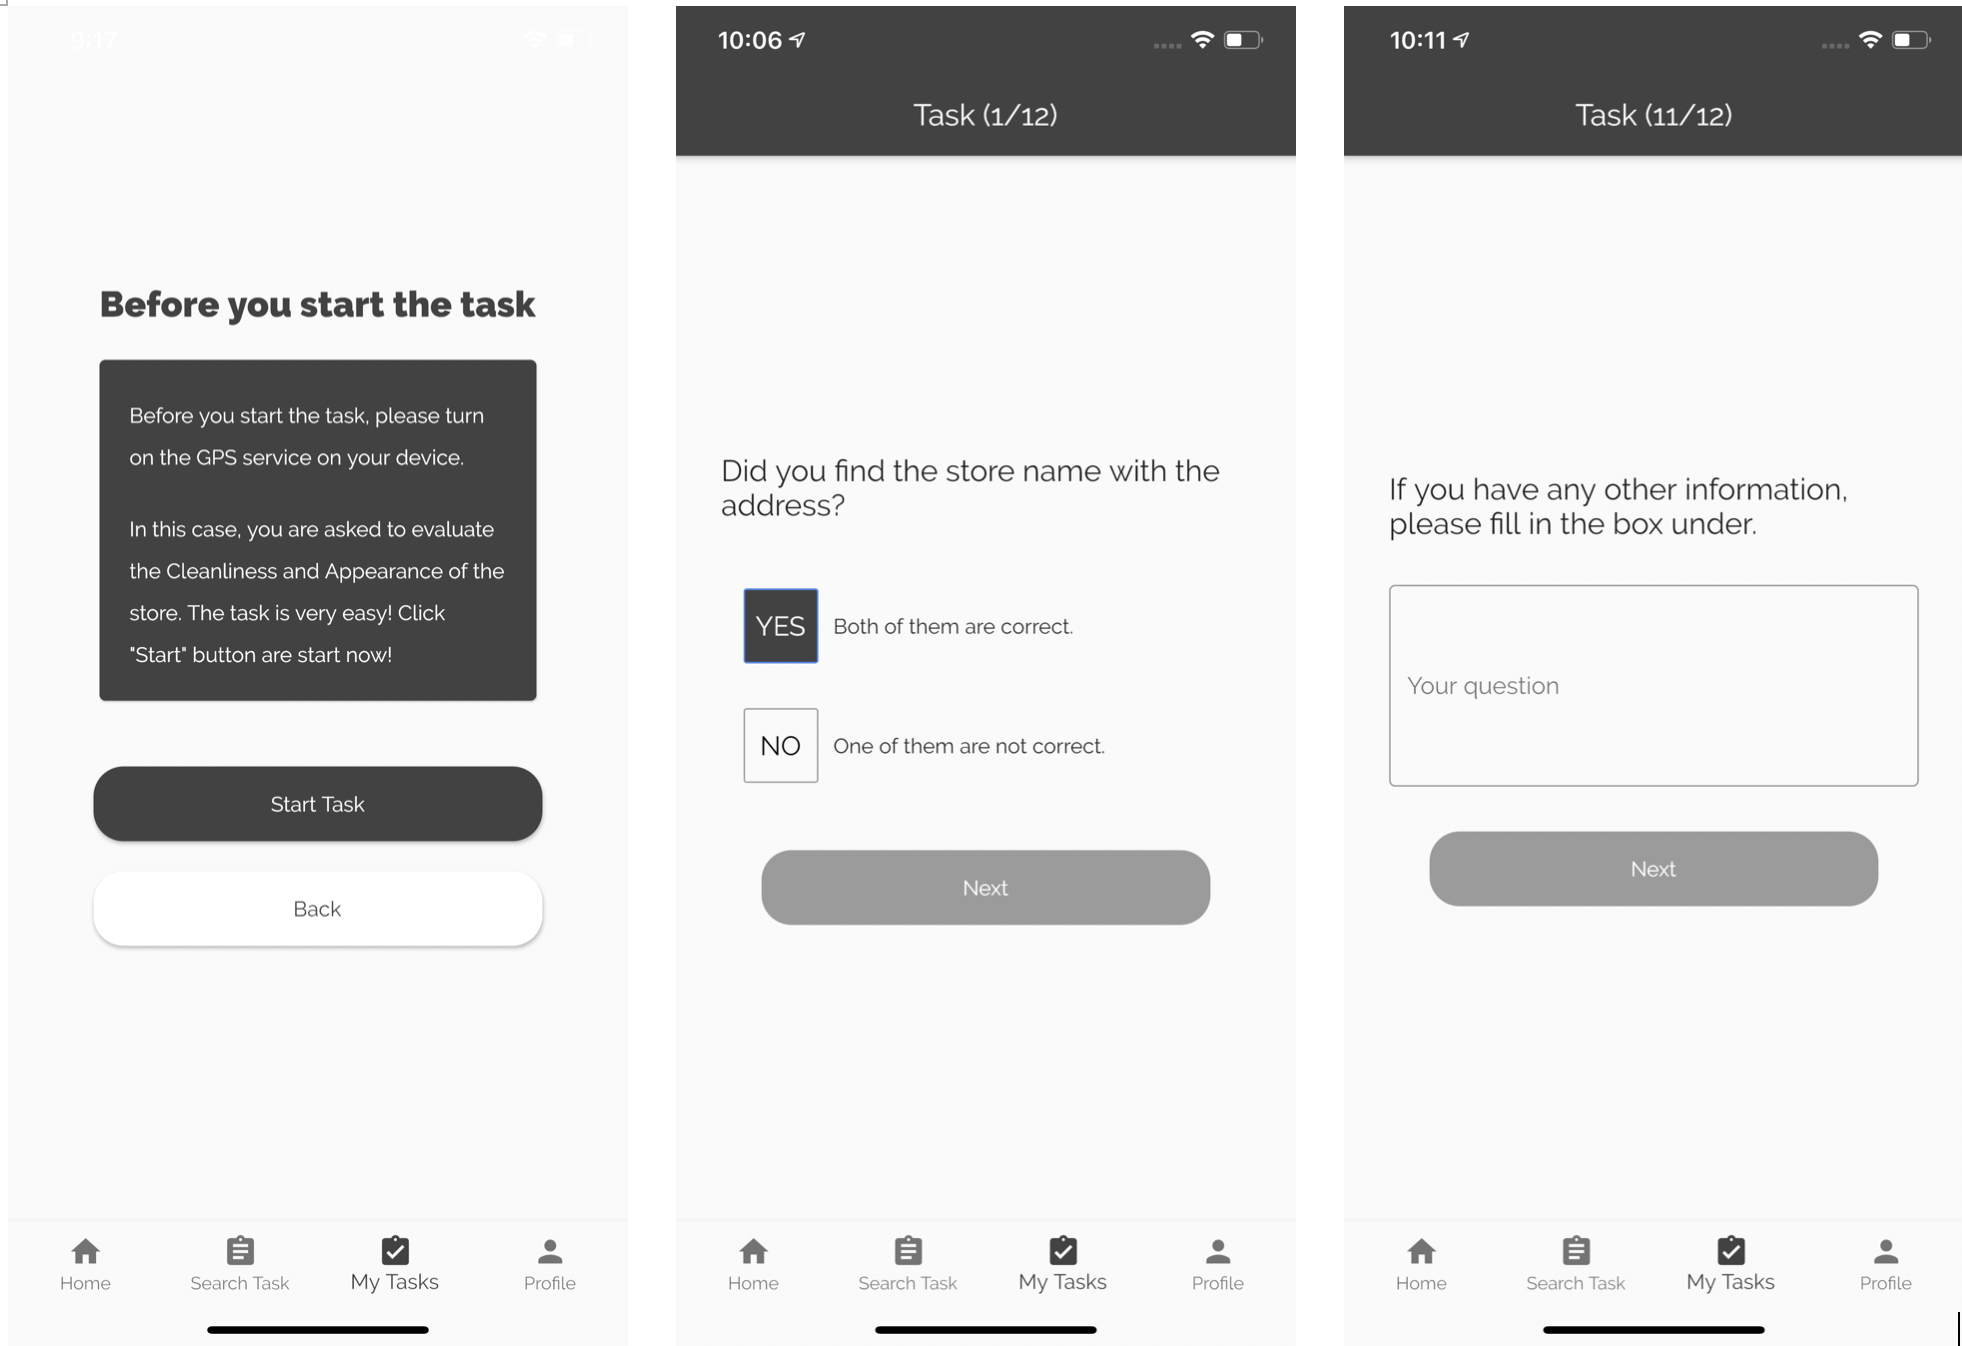 9:17
Before you start the task
Before you start the task, please turn
on the GPS service on your device.
In this case, you are asked to evaluate
the Cleanliness and Appearance of the
store. The task is very easy! Click
"Start" button are start now!
Start Task
Back
Home
Search Task
My Tasks
Profile
10:06
Task (1/12)
Did you find the store name with the
address?
YES
Both of them are correct.
NO
One of them are not correct.
Next
Home
Search Task
My Tasks
Profile
10:11
Task (11/12)
If you have any other information,
please fill in the box under.
Your question
Next
Home
Search Task
My Tasks
Profile